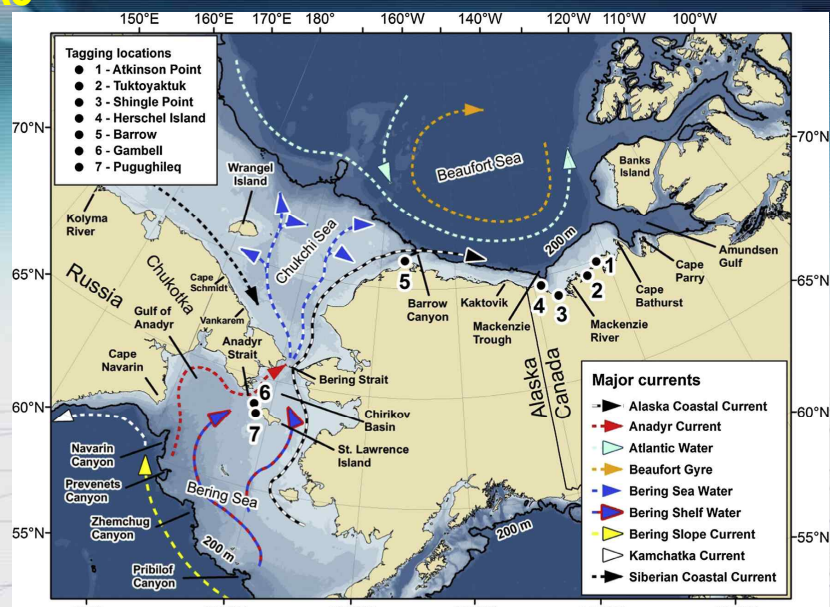 150°E 160°E 170°E 180° 160°W 140°W 120°W 110°W 100°W
Tagging locations
1 - Atkinson Point
2 - Tuktoyaktuk
3 - Shingle Point
4 - Herschel Island
5 - Barrow
6 - Gambell
7 - Pugughileq
70°N
70°N
Beaufort Sea
Banks
Island
Wrangel
Island
Kolyma
River
Chukchi Sea
200 m
Amundsen
Gulf
Russia
Chukotka
65°N
65°N
Cape
Schmidt
Cape
Parry
Cape
Bathurst
1
2
3
4
5
Barrow
Canyon
Kaktovik
Mackenzie
Trough
Mackenzie
River
Gulf of
Anadyr
Vankarem
Anadyr
Strait
Cape
Navarin
Bering Strait
Alaska
Canada
60°N
60°N
6
7
Chirikov
Basin
St. Lawrence
Island
Navarin
Canyon
Prevenets
Canyon
Bering Sea
Zhemchug
Canyon
55°N
55°N
200 m
200 m
Pribilof
Canyon
Major currents
Alaska Coastal Current
Anadyr Current
Atlantic Water
Beaufort Gyre
Bering Sea Water
Bering Shelf Water
Bering Slope Current
Kamchatka Current
Siberian Coastal Current